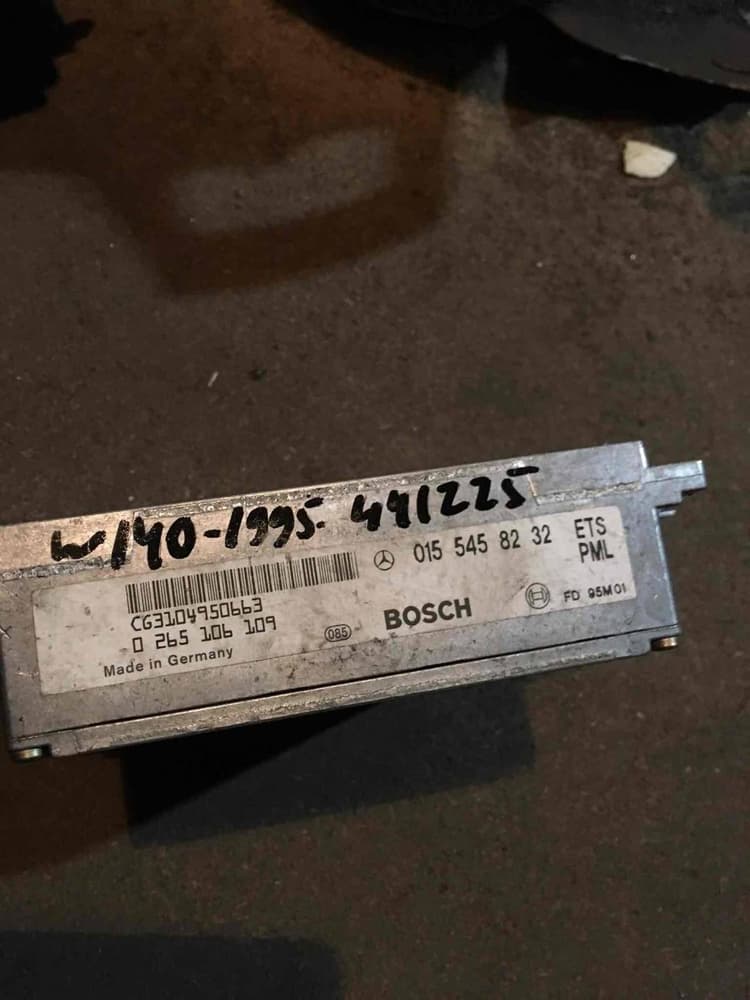 W140-1995- 441225
015 545 82 32 ETS
PML
CG3104950663
0 265 106 109
Made in Germany
085
BOSCH
FD 95M01